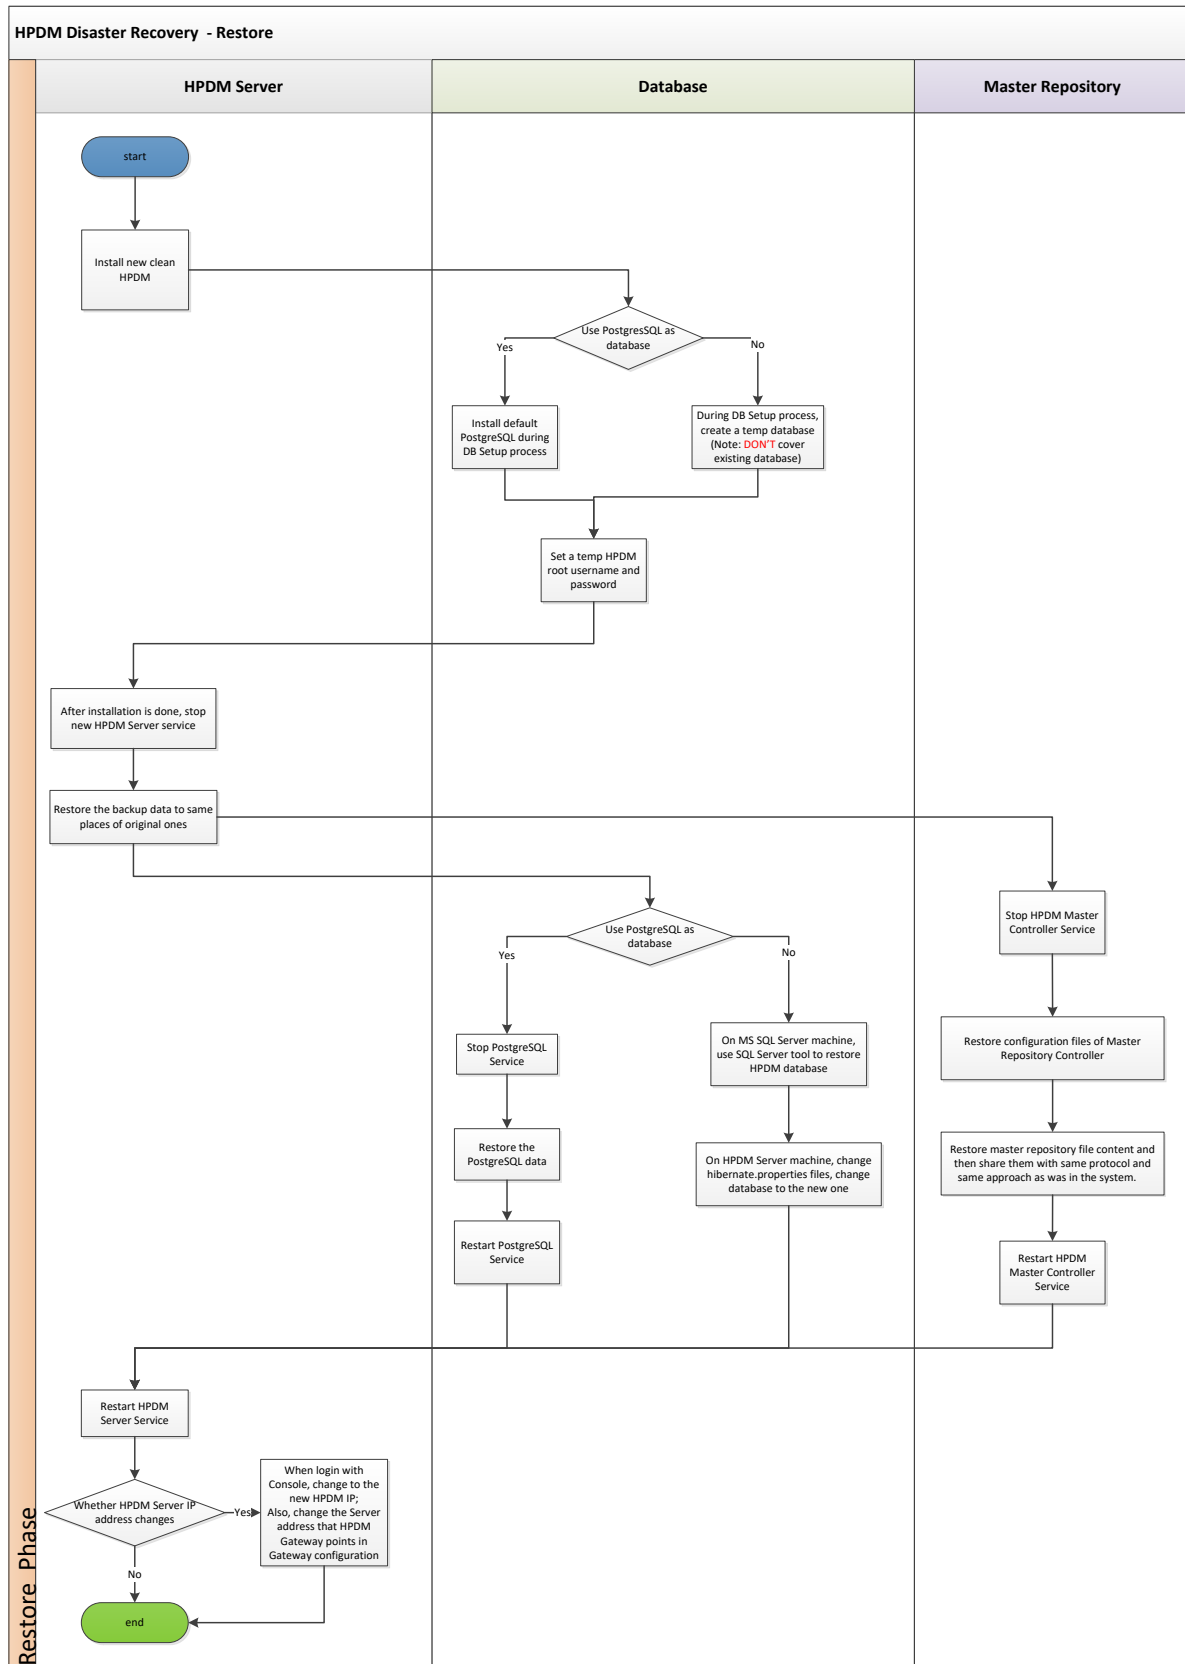 HPDM Disaster Recovery - Restore
HPDM Server
Database
Master Repository
start
Install new clean
HPDM
Use PostgresSQL as
database
Yes
No
Install default
PostgreSQL during
DB Setup process
During DB Setup process,
create a temp database
(Note: DON'T cover
existing database)
Set a temp HPDM
root username and
password
After installation is done, stop
new HPDM Server service
Restore the backup data to same
places of original ones
Use PostgreSQL as
database
Yes
No
Stop PostgreSQL
Service
Restore the
PostgreSQL data
Restart PostgreSQL
Service
On MS SQL Server machine,
use SQL Server tool to restore
HPDM database
On HPDM Server machine, change
hibernate.properties files, change
database to the new one
Stop HPDM Master
Controller Service
Restore configuration files of Master
Repository Controller
Restore master repository file content and
then share them with same protocol and
same approach as was in the system.
Restart HPDM
Master Controller
Service
Restart HPDM
Server Service
Whether HPDM Server IP
address changes
Yes
No
When login with
Console, change to the
new HPDM IP;
Also, change the Server
address that HPDM
Gateway points in
Gateway configuration
end
Restore Phase